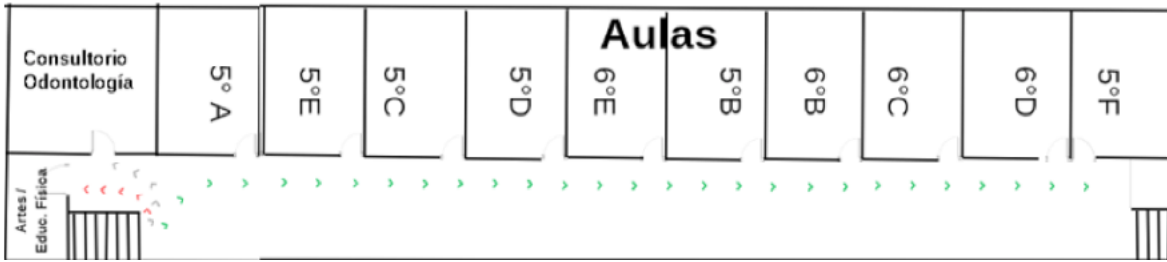 Aulas
Consultorio
Odontología
5° A
5°E
5°C
5°D
6°E
5°B
6°B
6°C
6°D
5°F
Artes /
Educ. Física